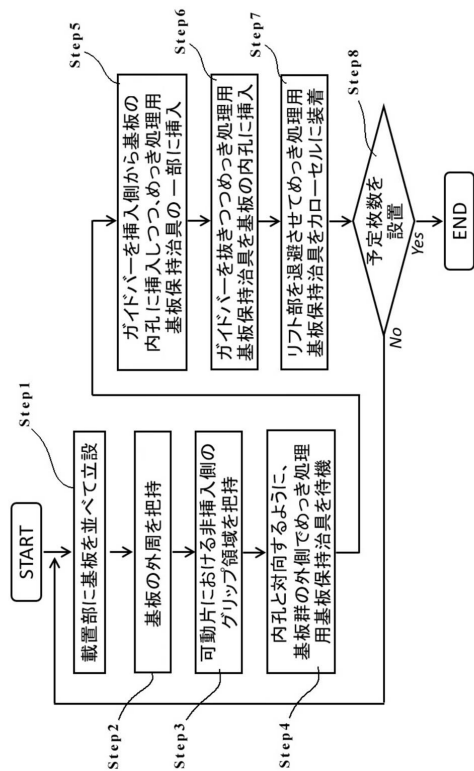 START
Step1
載置部に基板を並べて立設
Step2
基板の外周を把持
Step3
可動片における非挿入側の
グリップ領域を把持
Step4
内孔と対向するように、
基板群の外側でめっき処理
用基板保持治具を待機
Step5
ガイドバーを挿入側から基板の
内孔に挿入しつつ、めっき処理用
基板保持治具の一部に挿入
Step6
ガイドバーを抜きつつめっき処理用
基板保持治具を基板の内孔に挿入
Step7
リフト部を退避させてめっき処理用
基板保持治具をカローセルに装着
Step8
予定枚数を
設置
No
Yes
END